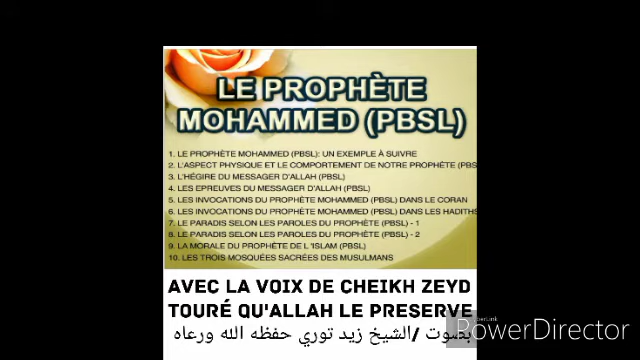 LE PROPHÈTE
MOHAMMED (PBSL)
1. LE PROPHÈTE MOHAMMED (PBSL): UN EXEMPLE À SUIVRE
2. L'ASPECT PHYSIQUE ET LE COMPORTEMENT DE NOTRE PROPHÈTE (PBS
3. L'HÉGIRE DU MESSAGER D'ALLAH (PBSL)
4. LES EPREUVES DU MESSAGER D'ALLAH (PBSL)
5. LES INVOCATIONS DU PROPHÈTE MOHAMMED (PBSL) DANS LE CORAN
6. LES INVOCATIONS DU PROPHÈTE MOHAMMED (PBSL) DANS LES HADITHS
7. LE PARADIS SELON LES PAROLES DU PROPHÈTE (PBSL) - 1
8. LE PARADIS SELON LES PAROLES DU PROPHÈTE (PBSL) - 2
9. LA MORALE DU PROPHÈTE DE L'ISLAM (PBSL)
10. LES TROIS MOSQUÉES SACRÉES DES MUSULMANS
AVEC LA VOIX DE CHEIKH ZEYD
TOURÉ QU'ALLAH LE PRESERVE
بصوت /الشيخ زيد توري حفظه الله ورعاه
CyberLink
PowerDirector